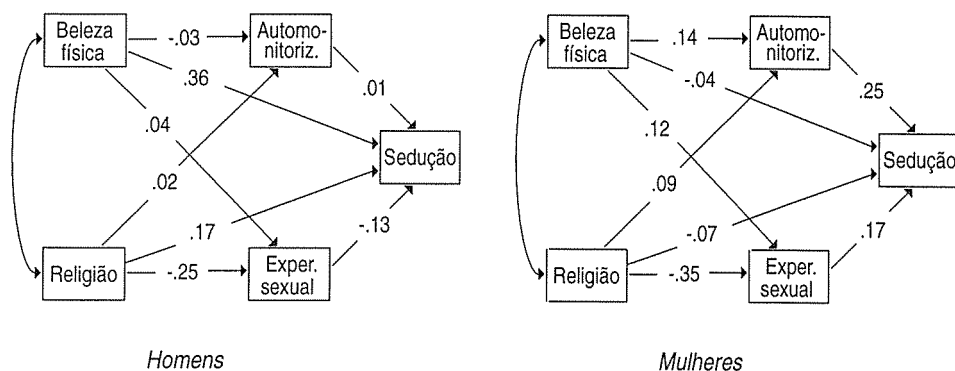 Beleza
física
-.03
Automo-
nitoriz.
.36
.01
.04
Sedução
.02
.17
-.13
Religião
-.25
Exper.
sexual
Homens
Beleza
física
.14
Automo-
nitoriz.
-.04
.25
.12
Sedução
.09
-.07
.17
Religião
-.35
Exper.
sexual
Mulheres